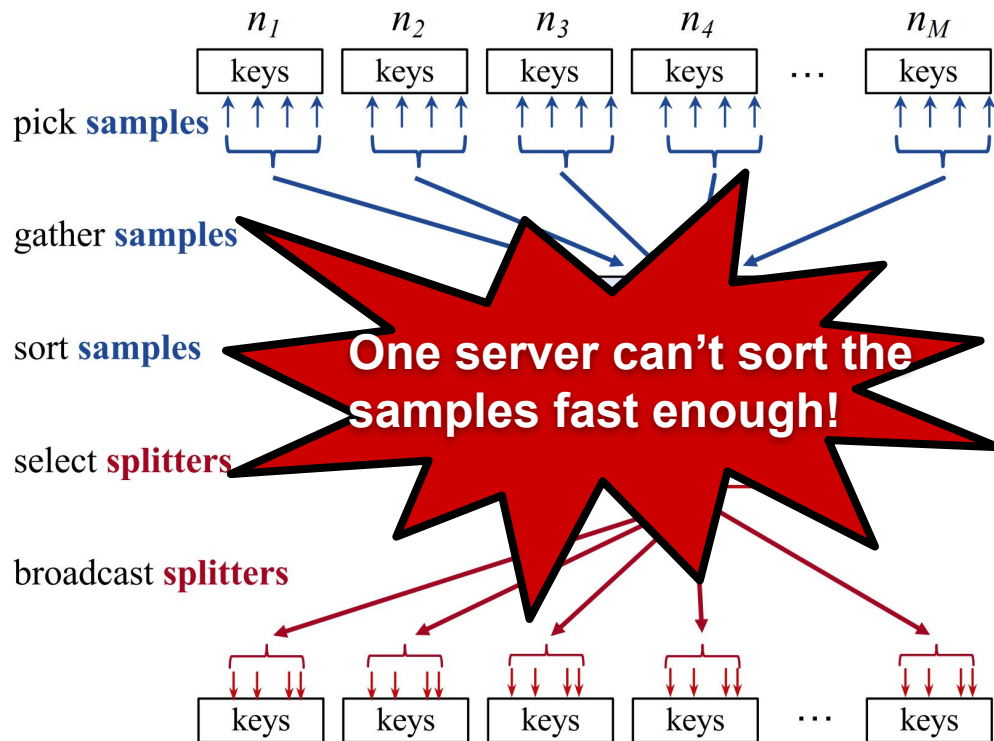 n1 n2 n3 n4 nM
keys keys keys keys ... keys
pick samples
gather samples
sort samples
One server can’t sort the
samples fast enough!
select splitters
broadcast splitters
keys keys keys keys ... keys